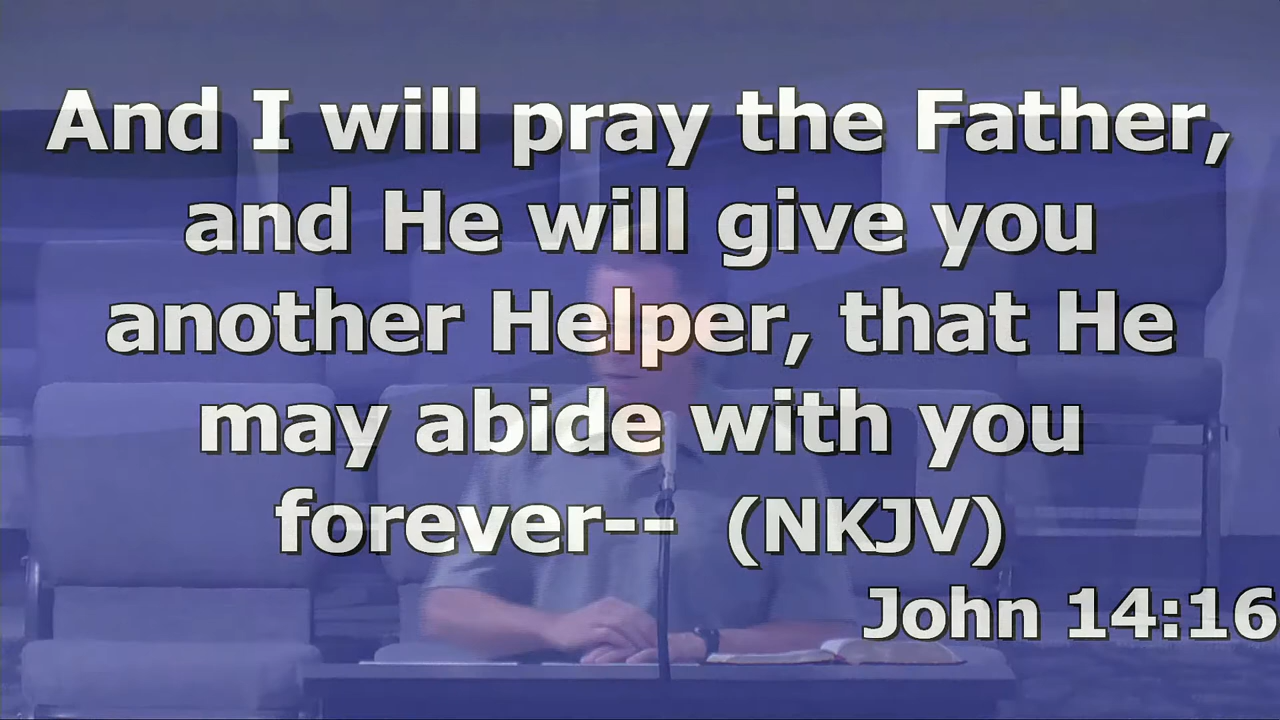 And I will pray the Father,
and He will give you
another Helper, that He
may abide with you
forever-- (NKJV)
John 14:16